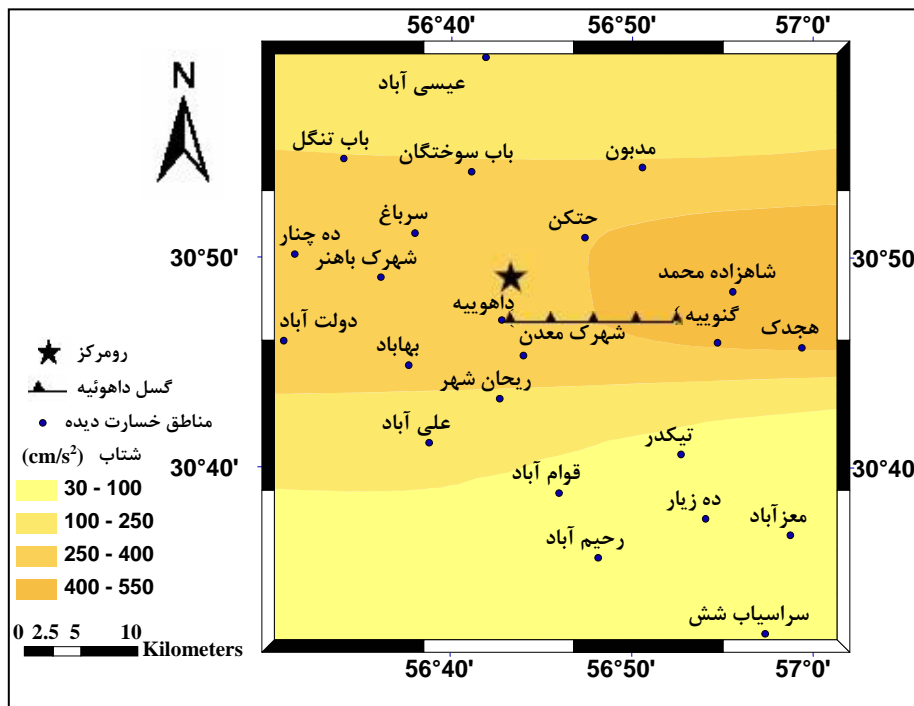 56°40' 56°50' 57°0'
N
عیسی آباد
باب تنگل
باب سوختگان
مدبون
سرباغ
حتکن
ده چنار
30°50'
30°50'
شهرک باهنر
شاهزاده محمد
داهوییه
گنوییه
دولت آباد
شهرک معدن
هجدک
بهاباد
رومرکز
ریحان شهر
گسل داهوئیه
علی آباد
مناطق خسارت دیده
تیکدر
شتاب (cm/s²)
30°40'
30°40'
قوام آباد
30 - 100
ده زیار
معزآباد
100 - 250
رحیم آباد
250 - 400
400 - 550
سراسیاب شش
0 2.5 5 10
Kilometers
56°40' 56°50' 57°0'